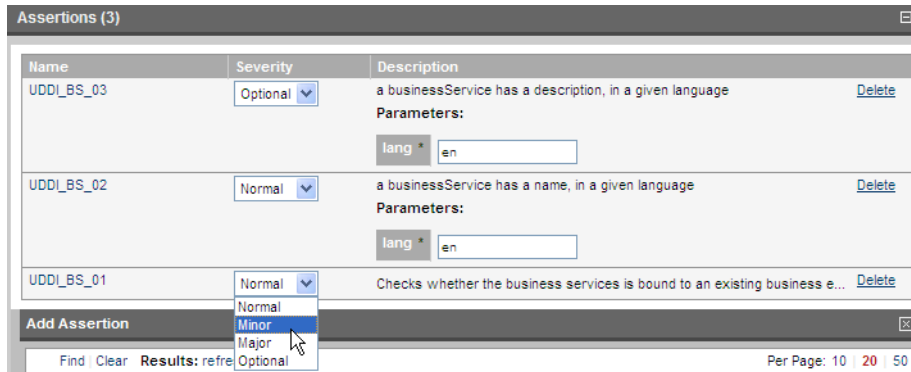 Assertions (3)
Name Severity Description
UDDI_BS_03 Optional a businessService has a description, in a given language Delete
Parameters:
lang * en
UDDI_BS_02 Normal a businessService has a name, in a given language Delete
Parameters:
lang * en
UDDI_BS_01 Normal Checks whether the business services is bound to an existing business e... Delete
Normal
Add Assertion Minor
Major
Find Clear Results: refre Optional Per Page: 10 20 50